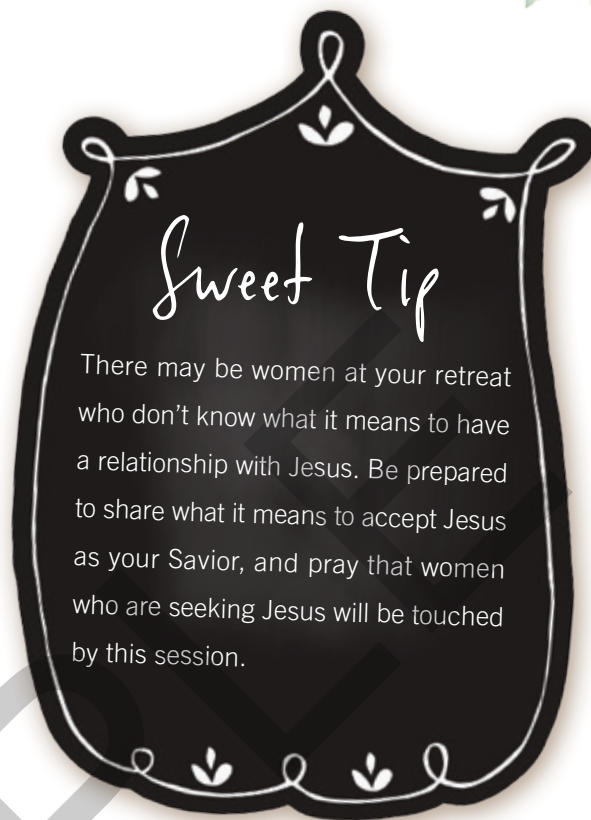 Sweet Tip
There may be women at your retreat
who don't know what it means to have
a relationship with Jesus. Be prepared
to share what it means to accept Jesus
as your Savior, and pray that women
who are seeking Jesus will be touched
by this session.